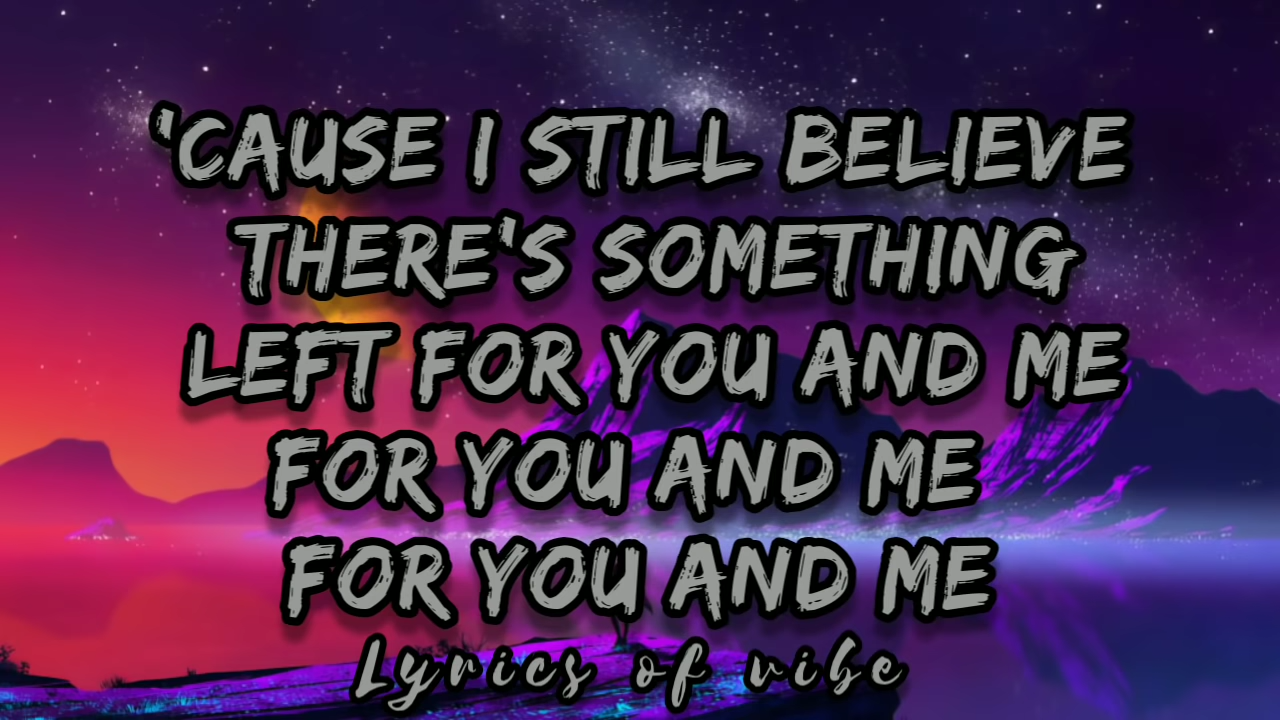 'CAUSE I STILL BELIEVE
THERE'S SOMETHING
LEFT FOR YOU AND ME
FOR YOU AND ME
FOR YOU AND ME
Lyrics of vibe